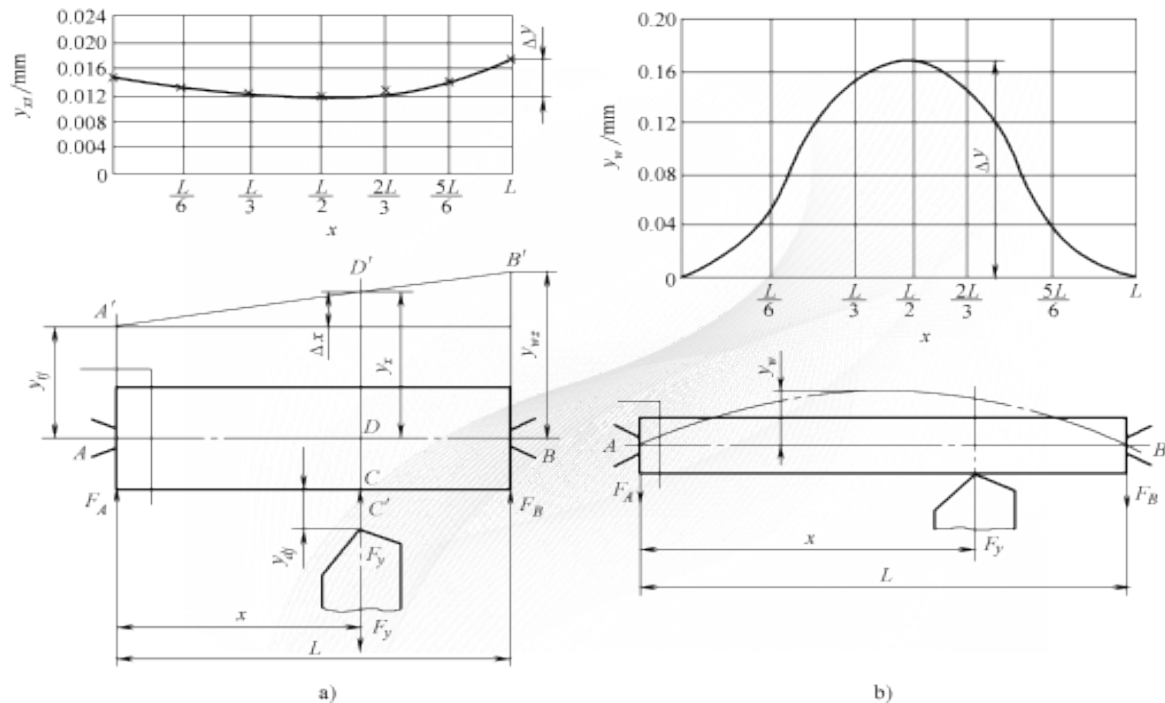 0.024
0.020
0.016
0.012
0.008
0.004
0
y_xt/mm
Δy
L/6
L/3
L/2
2L/3
5L/6
L
x
0.20
0.16
0.12
0.08
0.04
0
y_w/mm
Δy
L/6
L/3
L/2
2L/3
5L/6
L
x
A′
D′
B′
Δx
y_x
y_wz
y_tj
A
D
B
C
C′
F_A
F_B
y_dj
F_y
F_y
x
L
a)
y_w
A
B
F_A
F_B
F_y
x
L
b)